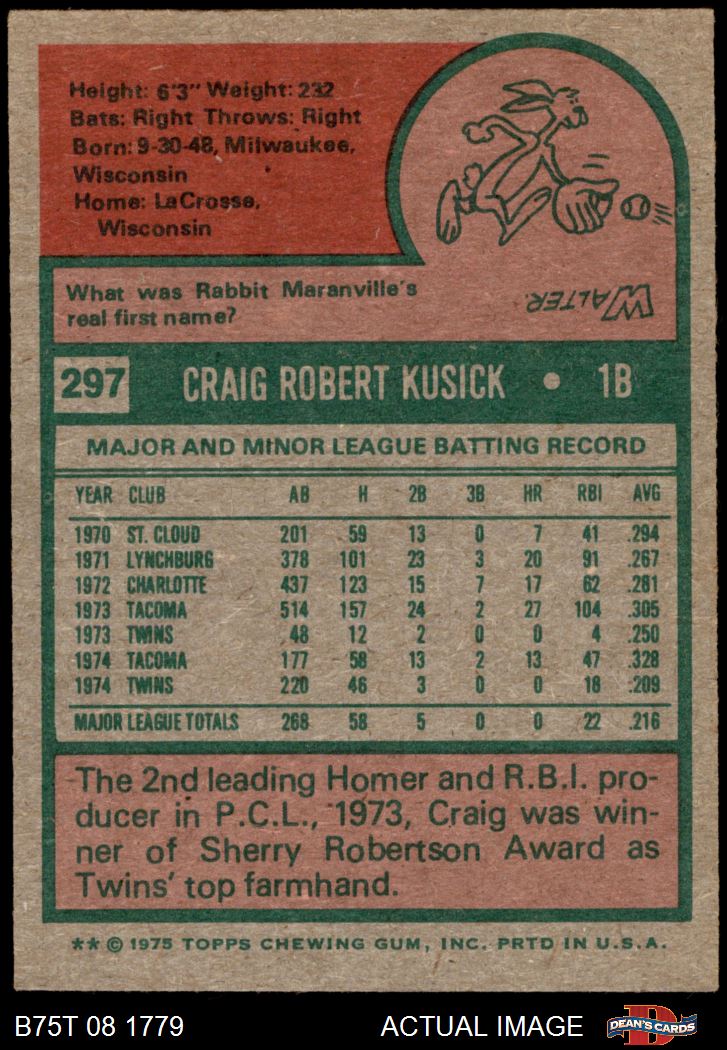 Height: 6'3" Weight: 232
Bats: Right Throws: Right
Born: 9-30-48, Milwaukee,
Wisconsin
Home: LaCrosse,
Wisconsin
What was Rabbit Maranville's
real first name?
WALTER.
297 CRAIG ROBERT KUSICK • 1B
MAJOR AND MINOR LEAGUE BATTING RECORD
YEAR CLUB AB H 2B 3B HR RBI AVG
1970 ST. CLOUD 201 59 13 0 7 41 .294
1971 LYNCHBURG 378 101 23 3 20 91 .267
1972 CHARLOTTE 437 123 15 7 17 62 .281
1973 TACOMA 514 157 24 2 27 104 .305
1973 TWINS 48 12 2 0 0 4 .250
1974 TACOMA 177 58 13 2 13 47 .328
1974 TWINS 220 46 3 0 0 18 .209
MAJOR LEAGUE TOTALS 268 58 5 0 0 22 .216
The 2nd leading Homer and R.B.I. pro-
ducer in P.C.L., 1973, Craig was win-
ner of Sherry Robertson Award as
Twins' top farmhand.
** © 1975 TOPPS CHEWING GUM, INC. PRTD IN U.S.A.
B75T 08 1779 ACTUAL IMAGE D DEAN'S CARDS